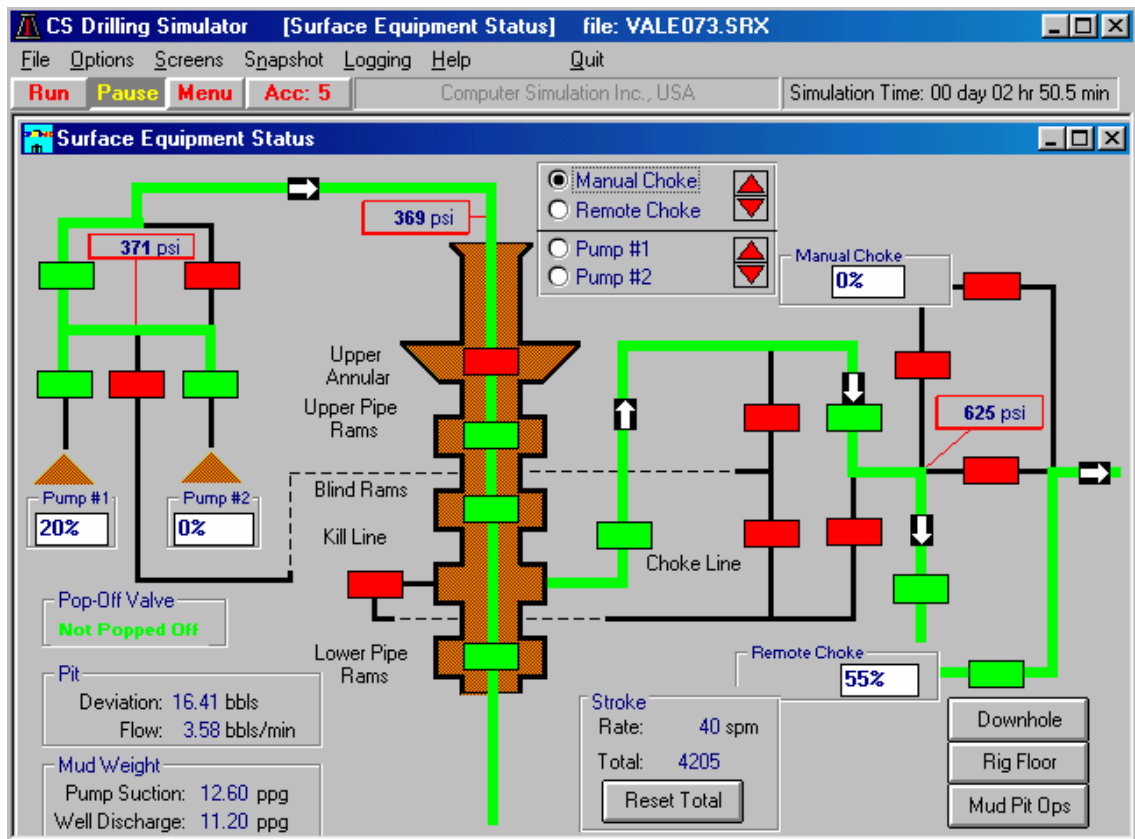 CS Drilling Simulator [Surface Equipment Status] file: VALE073.SRX
File Options Screens Snapshot Logging Help Quit
Run Pause Menu Acc: 5 Computer Simulation Inc., USA Simulation Time: 00 day 02 hr 50.5 min
Surface Equipment Status
Manual Choke
Remote Choke
Pump #1
Pump #2
369 psi
371 psi
Manual Choke
0%
Upper
Annular
Upper Pipe
Rams
625 psi
Blind Rams
Kill Line
Choke Line
Pump #1
20%
Pump #2
0%
Pop-Off Valve
Not Popped Off
Lower Pipe
Rams
Remote Choke
55%
Pit
Deviation: 16.41 bbls
Flow: 3.58 bbls/min
Mud Weight
Pump Suction: 12.60 ppg
Well Discharge: 11.20 ppg
Stroke
Rate: 40 spm
Total: 4205
Reset Total
Downhole
Rig Floor
Mud Pit Ops